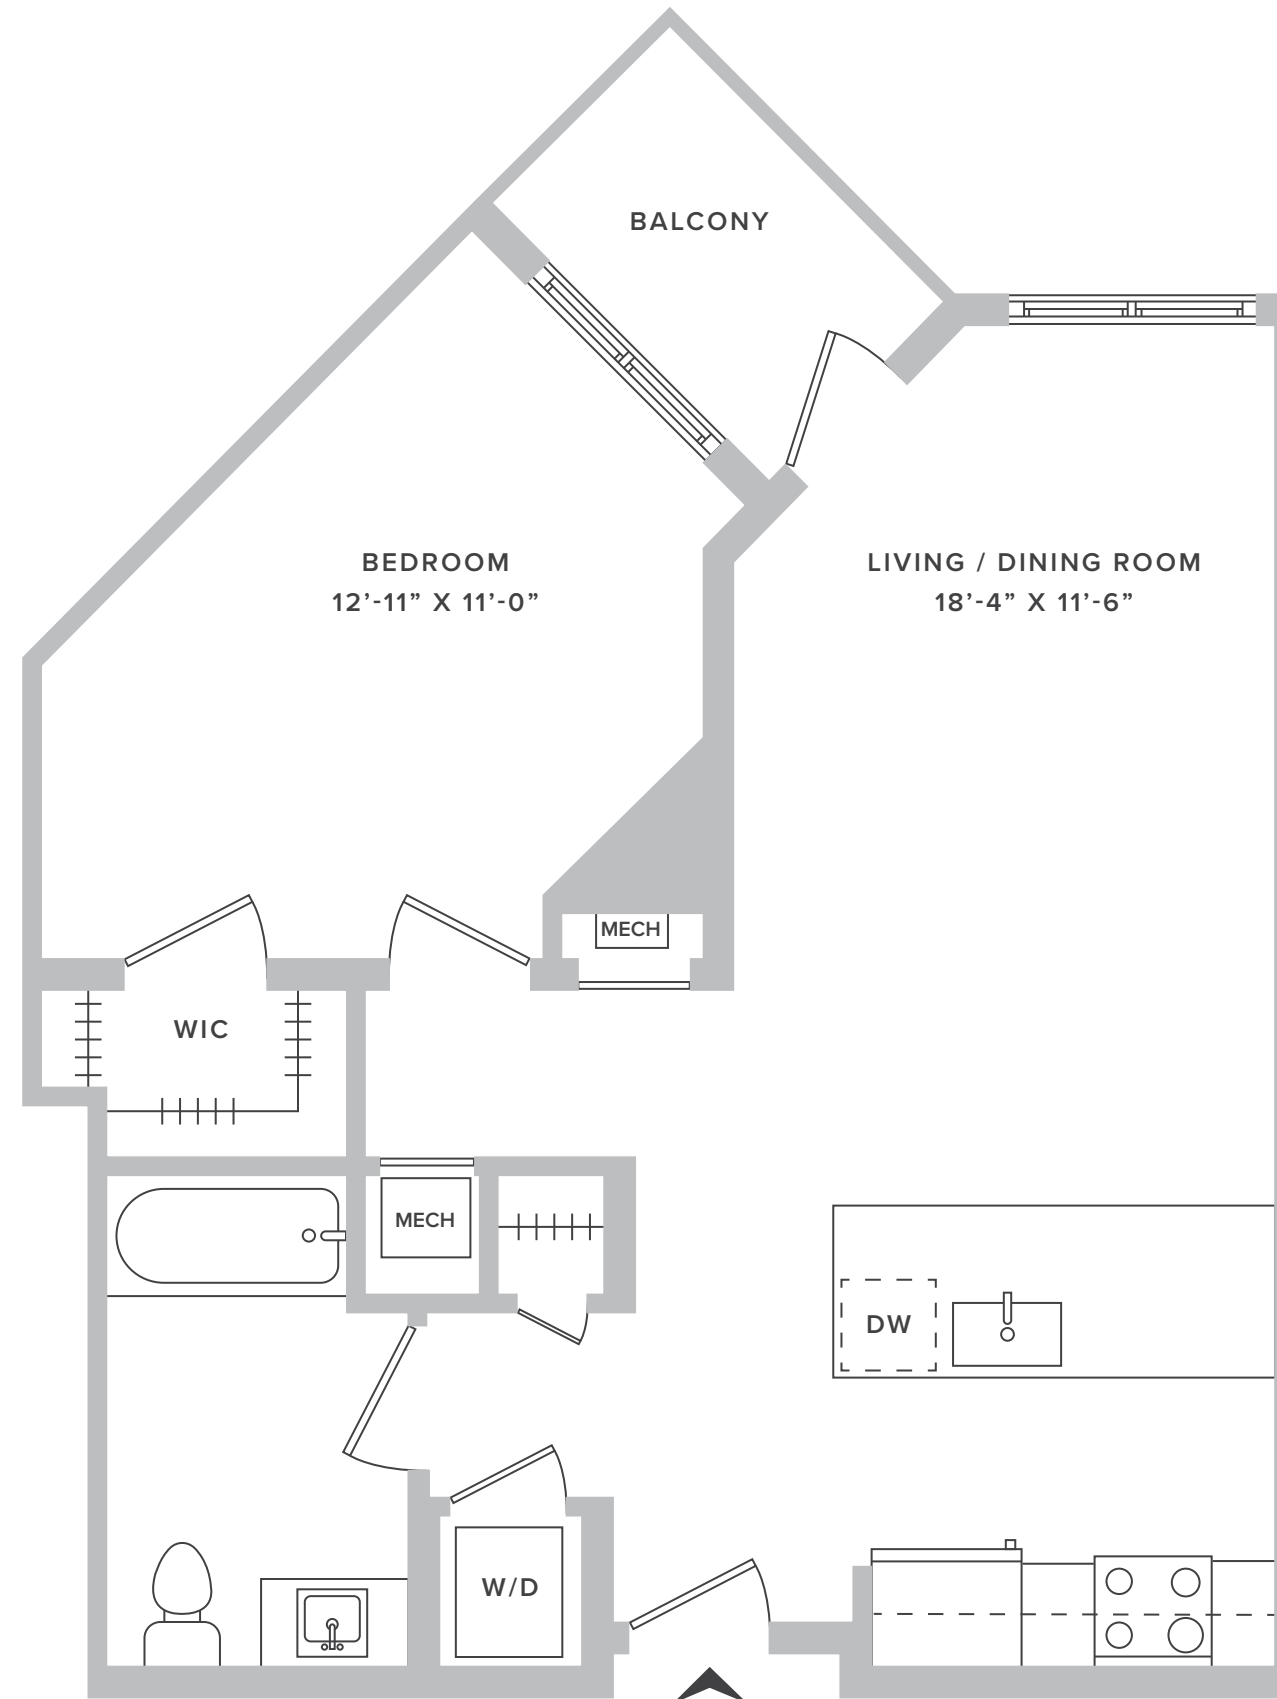 BALCONY
BEDROOM
12’-11” X 11’-0”
LIVING / DINING ROOM
18’-4” X 11’-6”
MECH
WIC
MECH
DW
W/D